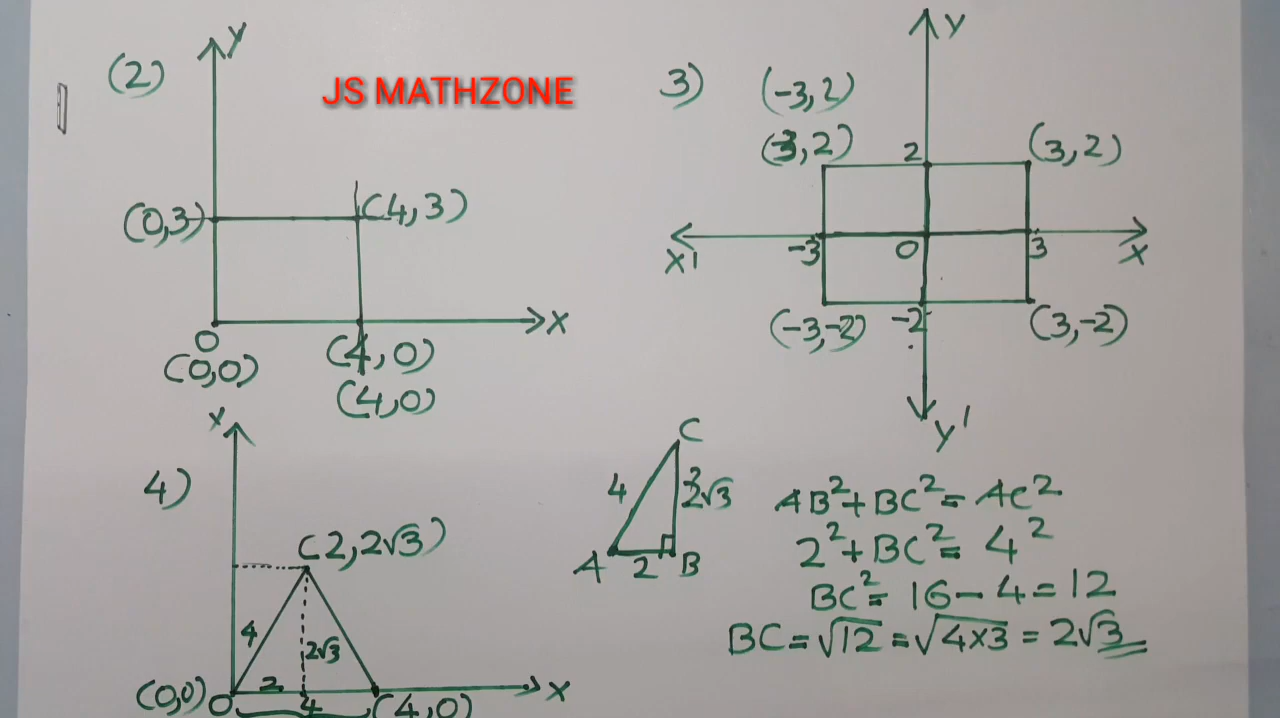 JS MATHZONE
(2)
Y
(0,3)
(4,3)
O
X
(0,0)
(4,0)
(4,0)
3)
Y
(-3,2)
(3,2)
2
(3,2)
X'
-3
O
3
X
(-3,-2)
-2
(3,-2)
Y'
4)
Y
(2,2√3)
4
2√3
(0,0)
O
2
4
(4,0)
X
C
4
2√3
A
2
B
AB²+BC²=AC²
2²+BC²=4²
BC²=16-4=12
BC=√12=√4×3=2√3